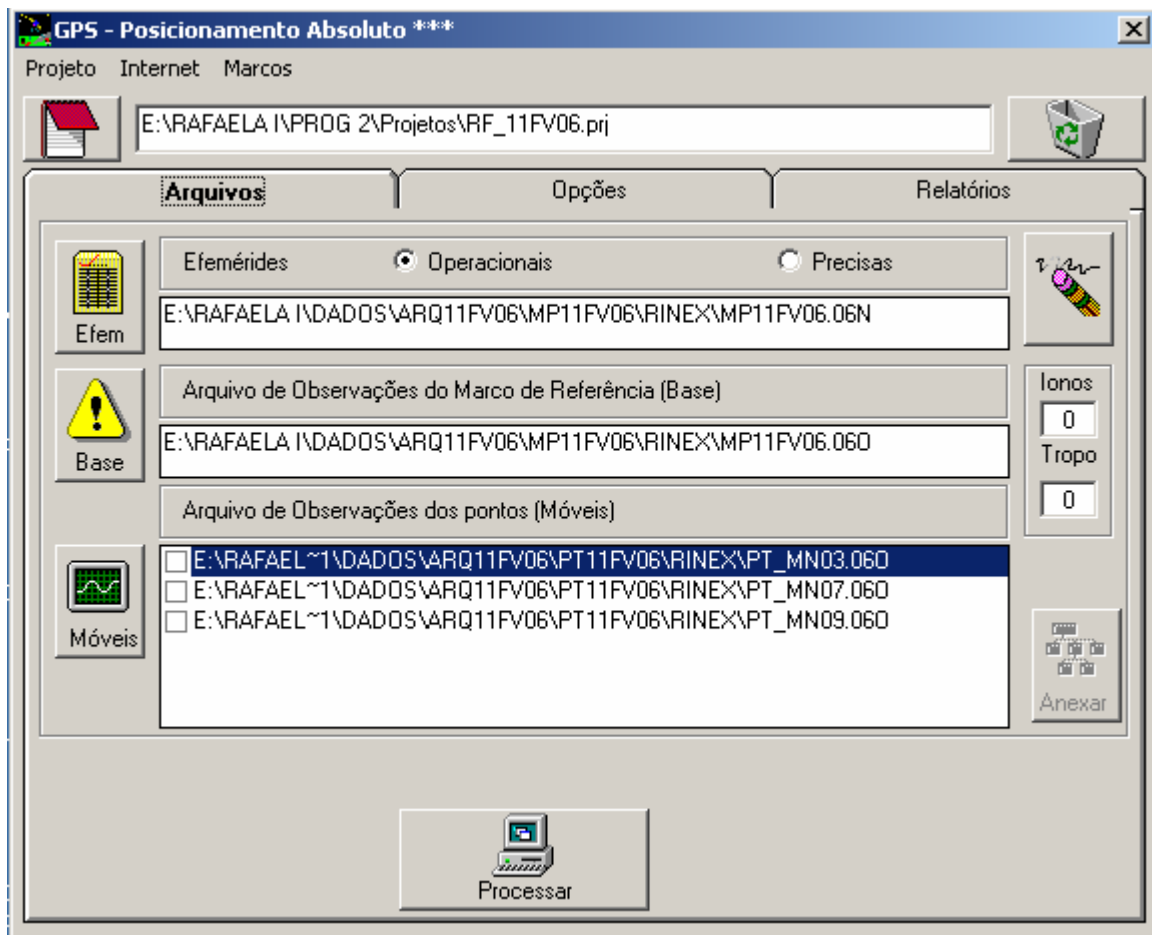 GPS - Posicionamento Absoluto ****
Projeto Internet Marcos
E:\RAFAELA I\PROG 2\Projetos\RF_11FV06.prj
Arquivos Opções Relatórios
Efemérides Operacionais Precisas
E:\RAFAELA I\DADOS\ARQ11FV06\MP11FV06\RINEX\MP11FV06.06N
Efem
Arquivo de Observações do Marco de Referência (Base)
E:\RAFAELA I\DADOS\ARQ11FV06\MP11FV06\RINEX\MP11FV06.06O
Base
Ionos
0
Tropo
0
Arquivo de Observações dos pontos (Móveis)
E:\RAFAEL~1\DADOS\ARQ11FV06\PT11FV06\RINEX\PT_MN03.06O
E:\RAFAEL~1\DADOS\ARQ11FV06\PT11FV06\RINEX\PT_MN07.06O
E:\RAFAEL~1\DADOS\ARQ11FV06\PT11FV06\RINEX\PT_MN09.06O
Móveis
Anexar
Processar